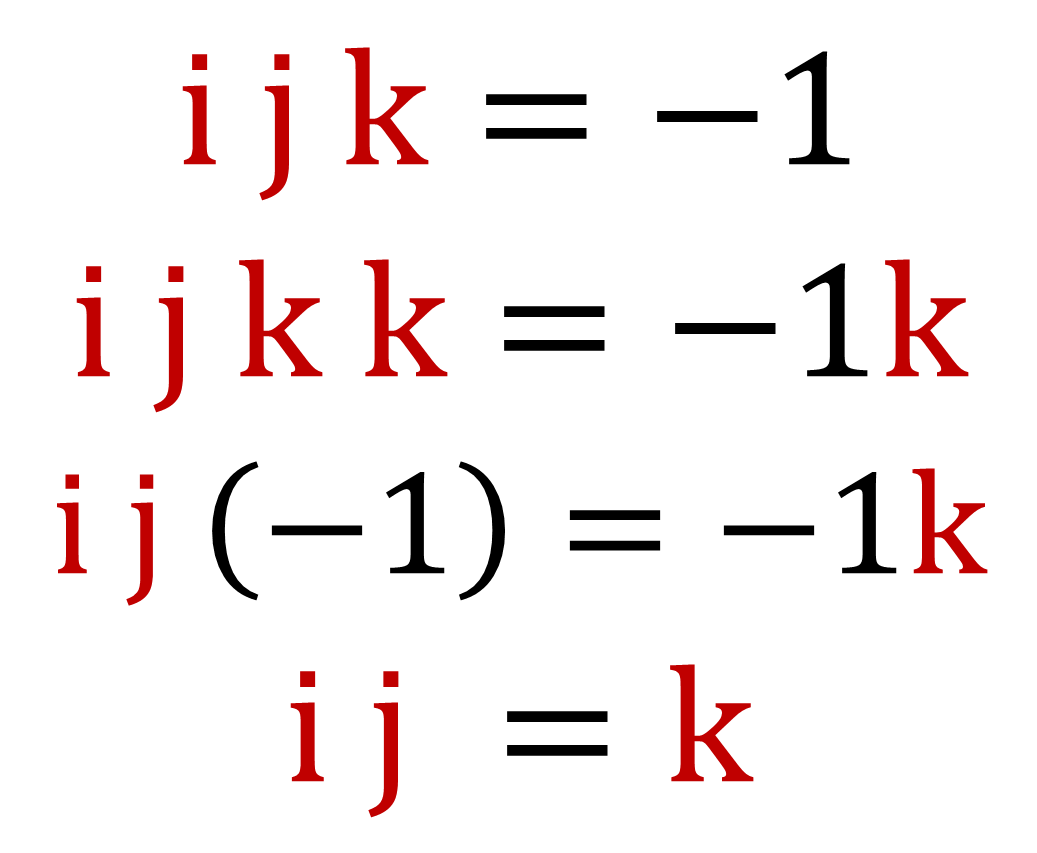 i j k = −1
i j k k = −1k
i j (−1) = −1k
i j = k